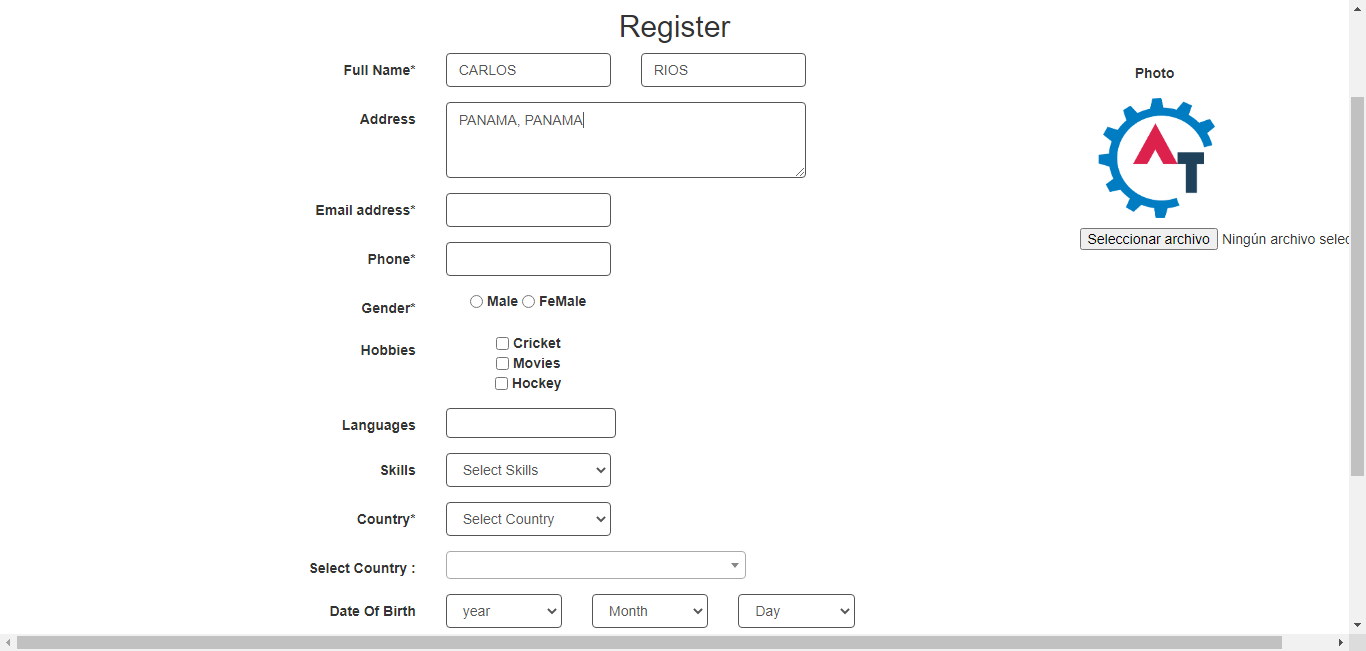 Register
Full Name* CARLOS RIOS
Photo
Address PANAMA, PANAMA
AT
Email address*
Seleccionar archivo Ningún archivo
Phone*
Gender* Male FeMale
Hobbies Cricket
Movies
Hockey
Languages
Skills Select Skills
Country* Select Country
Select Country :
Date Of Birth year Month Day